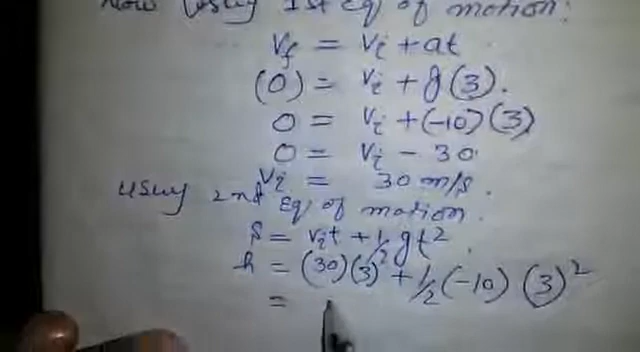 Now Using 1st Eq of motion:
Vf = Vi + at
(0) = Vi + g(3).
0 = Vi + (-10)(3)
0 = Vi - 30
Vi = 30 m/s.
Using 2nd Eq of motion.
S = Vit + 1/2 gt²
h = (30)(3) + 1/2 (-10) (3)²
=